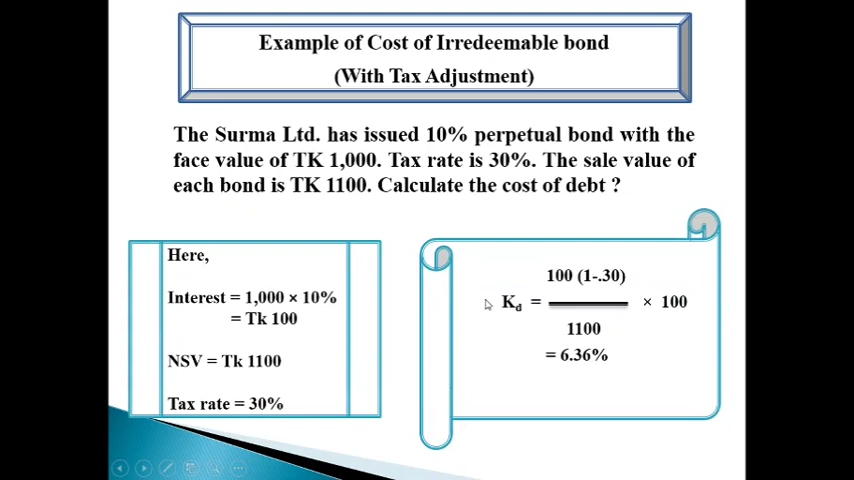 Example of Cost of Irredeemable bond
(With Tax Adjustment)
The Surma Ltd. has issued 10% perpetual bond with the
face value of TK 1,000. Tax rate is 30%. The sale value of
each bond is TK 1100. Calculate the cost of debt ?
Here,
Interest = 1,000 × 10%
= Tk 100
NSV = Tk 1100
Tax rate = 30%
100 (1-.30)
Kd = × 100
1100
= 6.36%